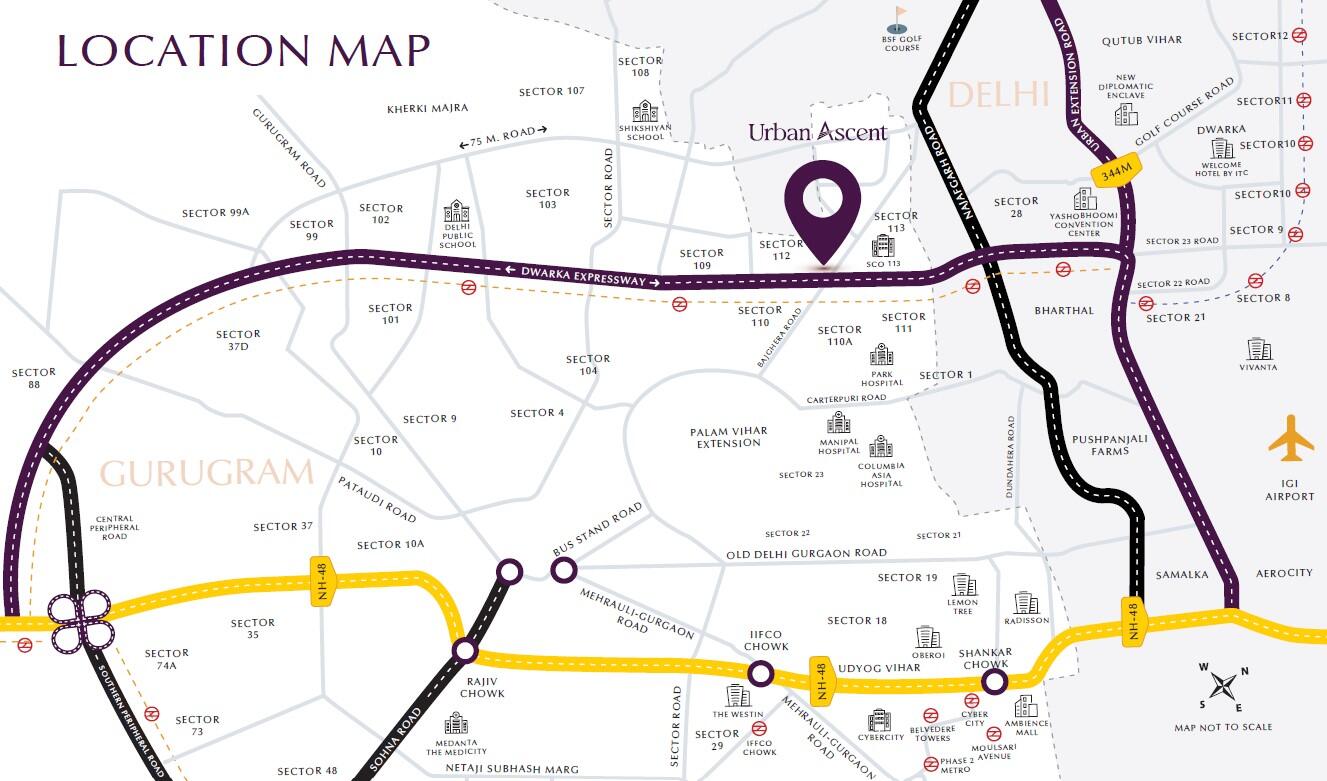 LOCATION MAP
BSF GOLF
COURSE
QUTUB VIHAR
SECTOR12
SECTOR
108
KHERKI MAJRA
SECTOR 107
DELHI
URBAN EXTENSION ROAD
NEW
DIPLOMATIC
ENCLAVE
GOLF COURSE ROAD
SECTOR11
GURUGRAM ROAD
75 M. ROAD
SHIKSHIYAN
SCHOOL
Urban Ascent
NAJAFGARH ROAD
DWARKA
SECTOR10
WELCOME
HOTEL BY ITC
344M
SECTOR ROAD
SECTOR 99A
SECTOR
99
SECTOR
102
DELHI
PUBLIC
SCHOOL
SECTOR
103
SECTOR
113
SECTOR
28
YASHOBHOOMI
CONVENTION
CENTER
SECTOR10
SECTOR 9
SECTOR 23 ROAD
SECTOR
109
SECTOR
112
SCO 113
DWARKA EXPRESSWAY
SECTOR 22 ROAD
SECTOR 8
SECTOR
101
SECTOR
110
BAJGHERA ROAD
SECTOR
110A
SECTOR
111
BHARTHAL
SECTOR 21
SECTOR
37D
SECTOR
88
SECTOR
104
PARK
HOSPITAL
SECTOR 1
VIVANTA
CARTERPURI ROAD
SECTOR 9
SECTOR 4
SECTOR
10
PALAM VIHAR
EXTENSION
MANIPAL
HOSPITAL
COLUMBIA
ASIA
HOSPITAL
DUNDAHERA ROAD
PUSHPANJALI
FARMS
GURUGRAM
SECTOR 23
IGI
AIRPORT
PATAUDI ROAD
CENTRAL
PERIPHERAL
ROAD
SECTOR 37
SECTOR 10A
BUS STAND ROAD
SECTOR 22
SECTOR 21
OLD DELHI GURGAON ROAD
NH-48
SECTOR 19
LEMON
TREE
RADISSON
SAMALKA
AEROCITY
MEHRAULI-GURGAON
ROAD
SECTOR
35
SECTOR 18
NH-48
IIFCO
CHOWK
OBEROI
SHANKAR
CHOWK
SECTOR
74A
RAJIV
CHOWK
NH-48
UDYOG VIHAR
W
N
S
E
MAP NOT TO SCALE
SOUTHERN PERIPHERAL ROAD
SECTOR
73
SOHNA ROAD
MEDANTA
THE MEDICITY
SECTOR ROAD
THE WESTIN
SECTOR
29
IFFCO
CHOWK
MEHRAULI-GURGAON
ROAD
CYBERCITY
BELVEDERE
TOWERS
CYBER
CITY
AMBIENCE
MALL
MOULSARI
AVENUE
PHASE 2
METRO
SECTOR 48
NETAJI SUBHASH MARG